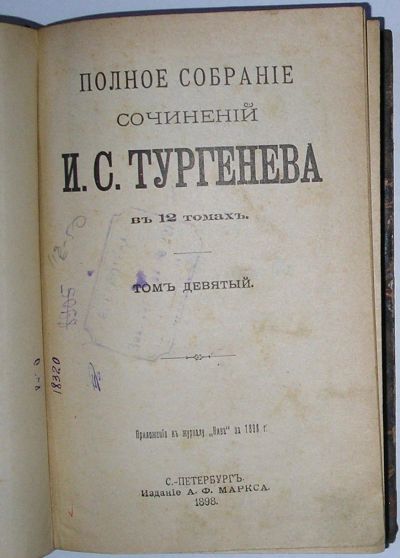 ПОЛНОЕ СОБРАНІЕ
СОЧИНЕНІЙ
И. С. ТУРГЕНЕВА
въ 12 томахъ.
ТОМЪ ДЕВЯТЫЙ.
Приложеніе къ журналу „Нива" за 1898 г.
С.-ПЕТЕРБУРГЪ.
Изданіе А. Ф. МАРКСА.
1898.
18320